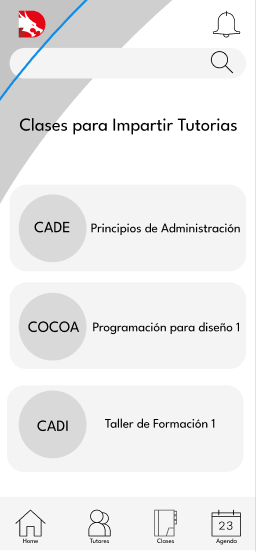 Clases para Impartir Tutorias
CADE
Principios de Administración
COCOA
Programación para diseño 1
CADI
Taller de Formación 1
Home
Tutores
Clases
23
Agenda